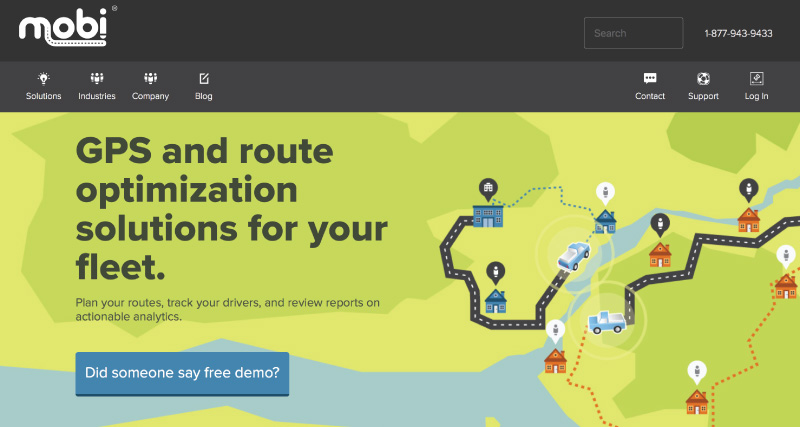 mobi®
Search
1-877-943-9433
Solutions
Industries
Company
Blog
Contact
Support
Log In
GPS and route
optimization
solutions for your
fleet.
Plan your routes, track your drivers, and review reports on
actionable analytics.
Did someone say free demo?